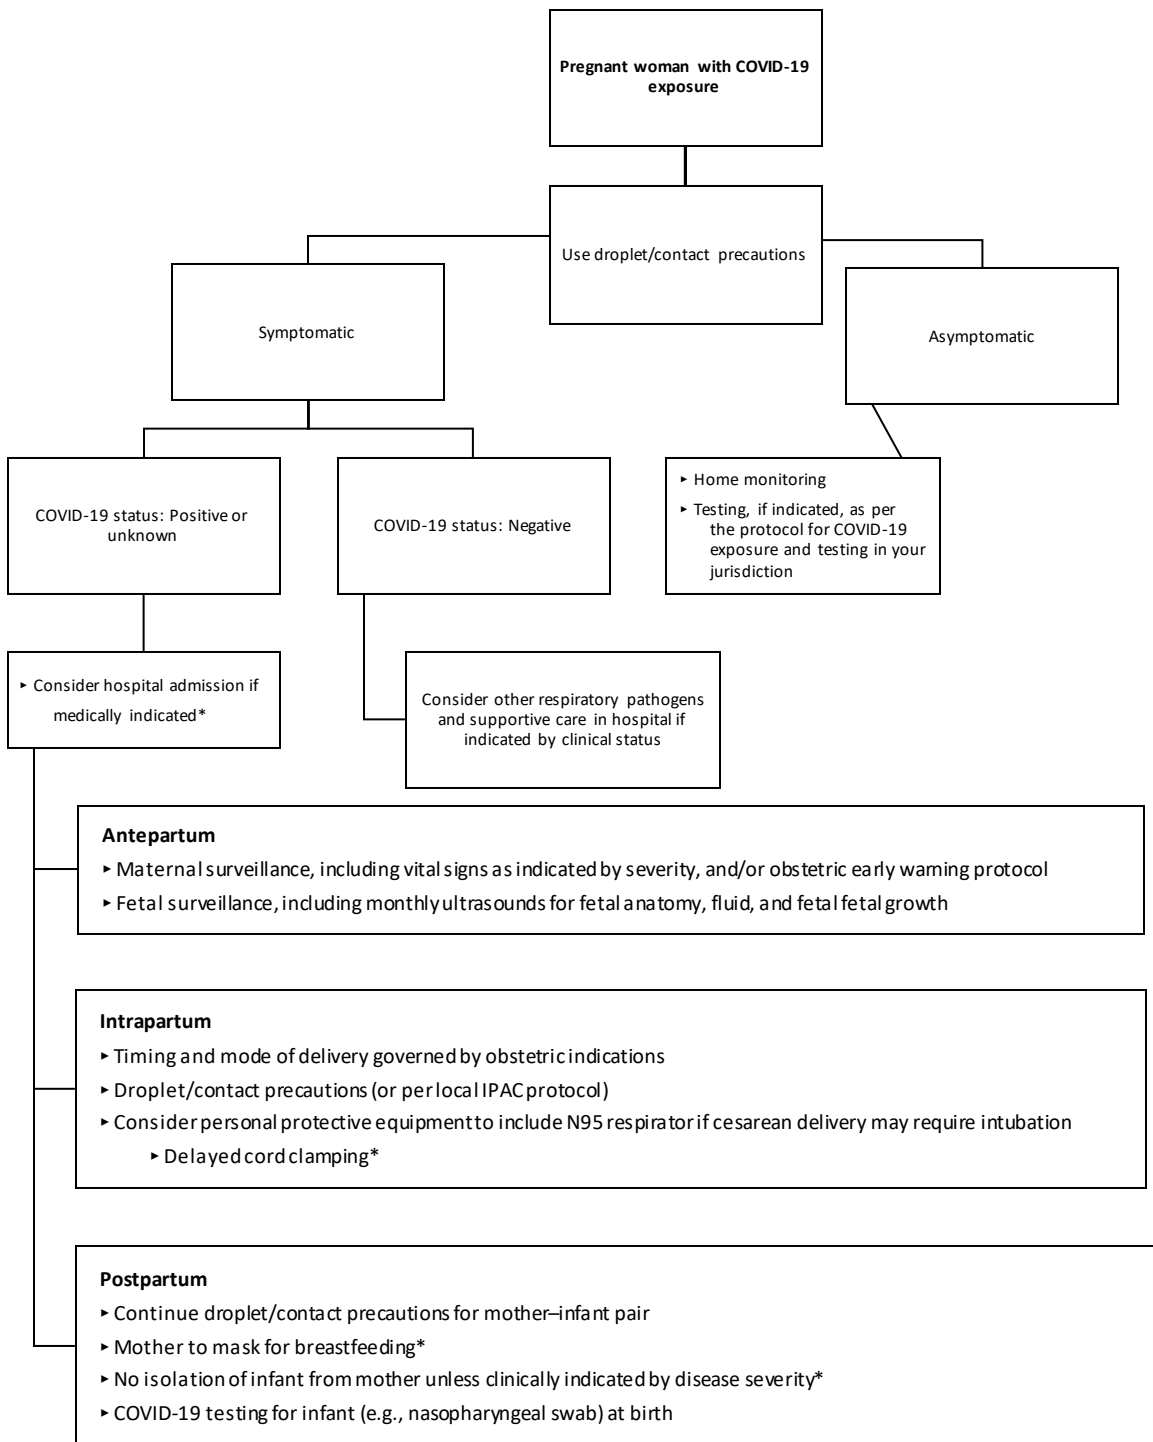 Pregnant woman with COVID-19
exposure
Use droplet/contact precautions
Symptomatic
Asymptomatic
COVID-19 status: Positive or
unknown
COVID-19 status: Negative
▸ Home monitoring
▸ Testing, if indicated, as per
the protocol for COVID-19
exposure and testing in your
jurisdiction
▸ Consider hospital admission if
medically indicated*
Consider other respiratory pathogens
and supportive care in hospital if
indicated by clinical status
Antepartum
▸ Maternal surveillance, including vital signs as indicated by severity, and/or obstetric early warning protocol
▸ Fetal surveillance, including monthly ultrasounds for fetal anatomy, fluid, and fetal fetal growth
Intrapartum
▸ Timing and mode of delivery governed by obstetric indications
▸ Droplet/contact precautions (or per local IPAC protocol)
▸ Consider personal protective equipment to include N95 respirator if cesarean delivery may require intubation
▸ Delayed cord clamping*
Postpartum
▸ Continue droplet/contact precautions for mother–infant pair
▸ Mother to mask for breastfeeding*
▸ No isolation of infant from mother unless clinically indicated by disease severity*
▸ COVID-19 testing for infant (e.g., nasopharyngeal swab) at birth